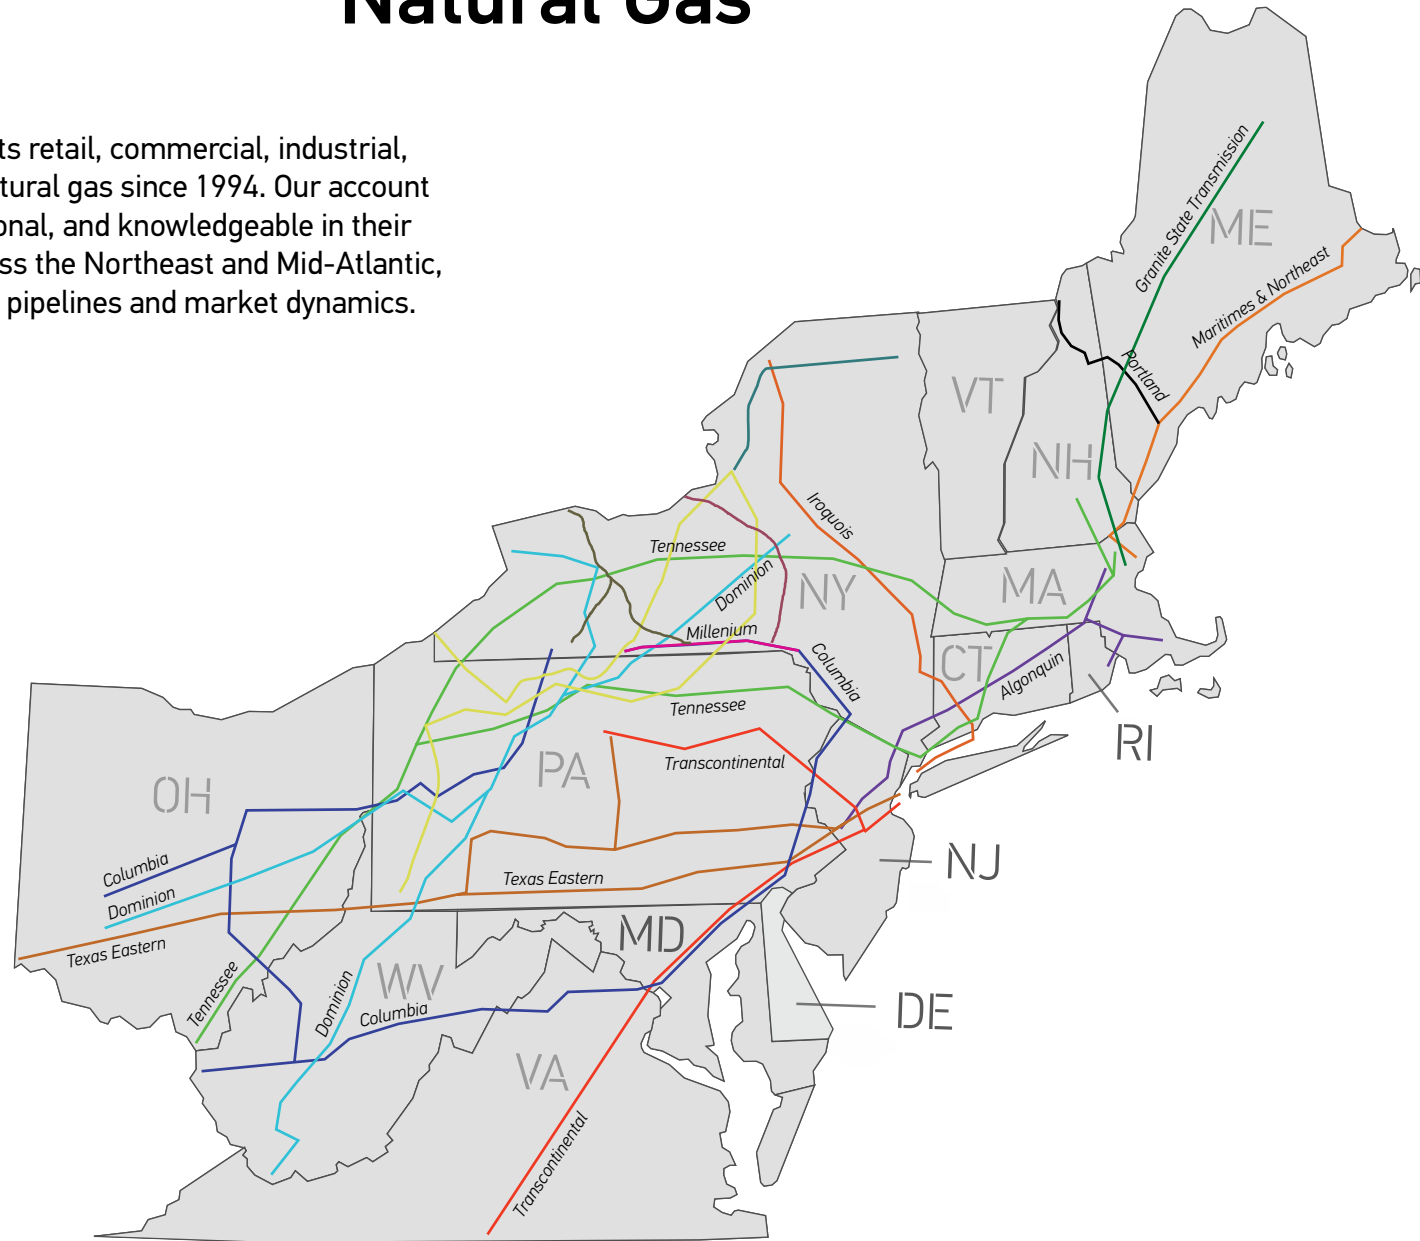 Natural Gas
ts retail, commercial, industrial,
tural gas since 1994. Our account
onal, and knowledgeable in their
ss the Northeast and Mid-Atlantic,
pipelines and market dynamics.
Granite State Transmission
ME
Maritimes & Northeast
Portland
VT
NH
Iroquois
Tennessee
Dominion
NY
MA
Millenium
Columbia
CT
Algonquin
Tennessee
RI
Transcontinental
PA
OH
Columbia
NJ
Texas Eastern
Dominion
MD
Texas Eastern
WV
Tennessee
Dominion
Columbia
DE
VA
Transcontinental